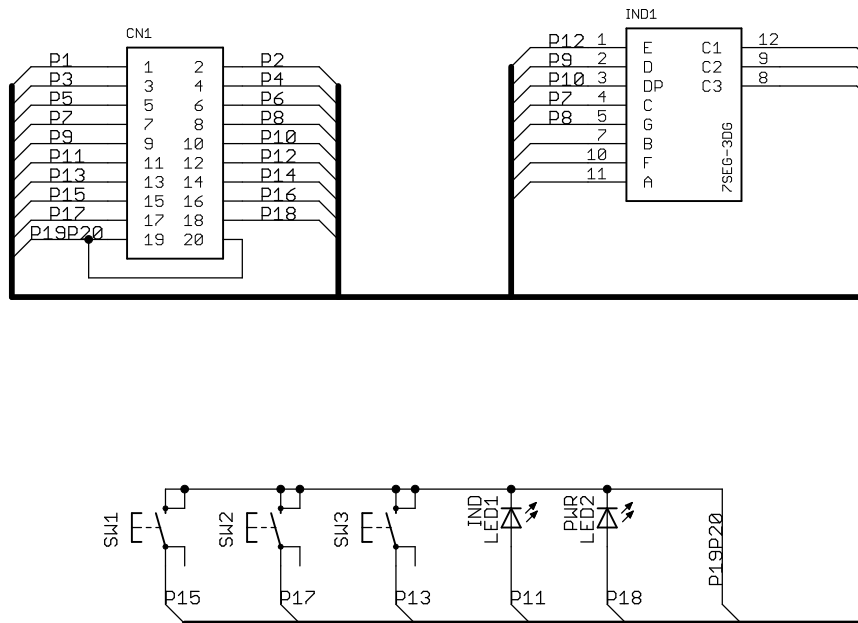 CN1
P1 1 2 P2
P3 3 4 P4
P5 5 6 P6
P7 7 8 P8
P9 9 10 P10
P11 11 12 P12
P13 13 14 P14
P15 15 16 P16
P17 17 18 P18
P19P20 19 20
IND1
P12 1 E C1 12
P9 2 D C2 9
P10 3 DP C3 8
P7 4 C
P8 5 G
7 B
10 F
11 A
7SEG-3DG
SW1
SW2
SW3
IND
LED1
PWR
LED2
P19P20
P15
P17
P13
P11
P18